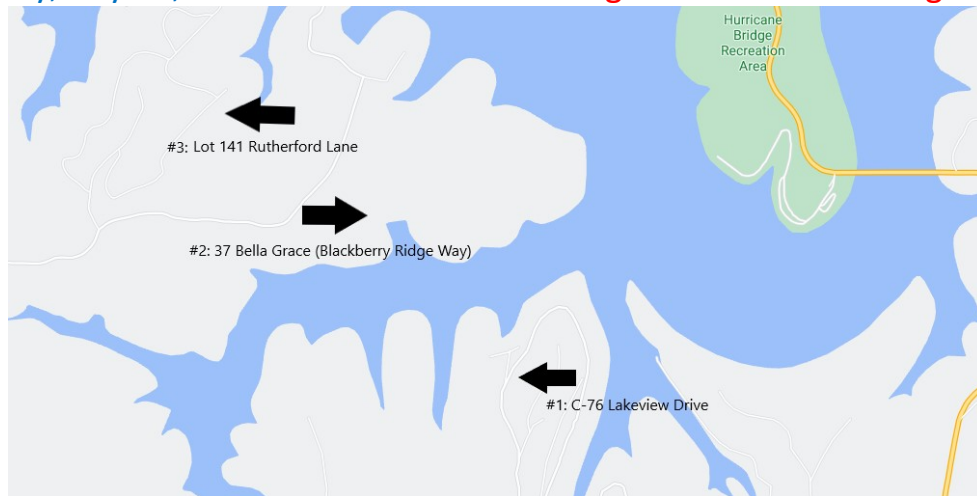 Hurricane
Bridge
Recreation
Area
#3: Lot 141 Rutherford Lane
#2: 37 Bella Grace (Blackberry Ridge Way)
#1: C-76 Lakeview Drive